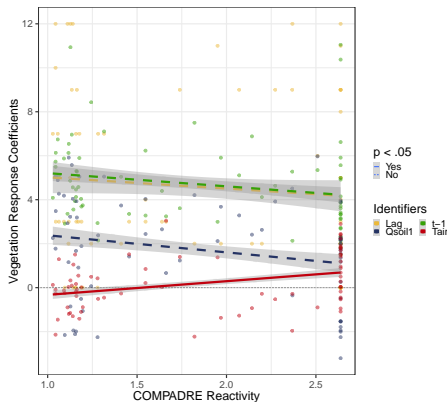 12
8
4
0
Vegetation Response Coefficients
1.0 1.5 2.0 2.5
COMPADRE Reactivity
p < .05
Yes
No
Identifiers
Lag t−1
Qsoil1 Tair